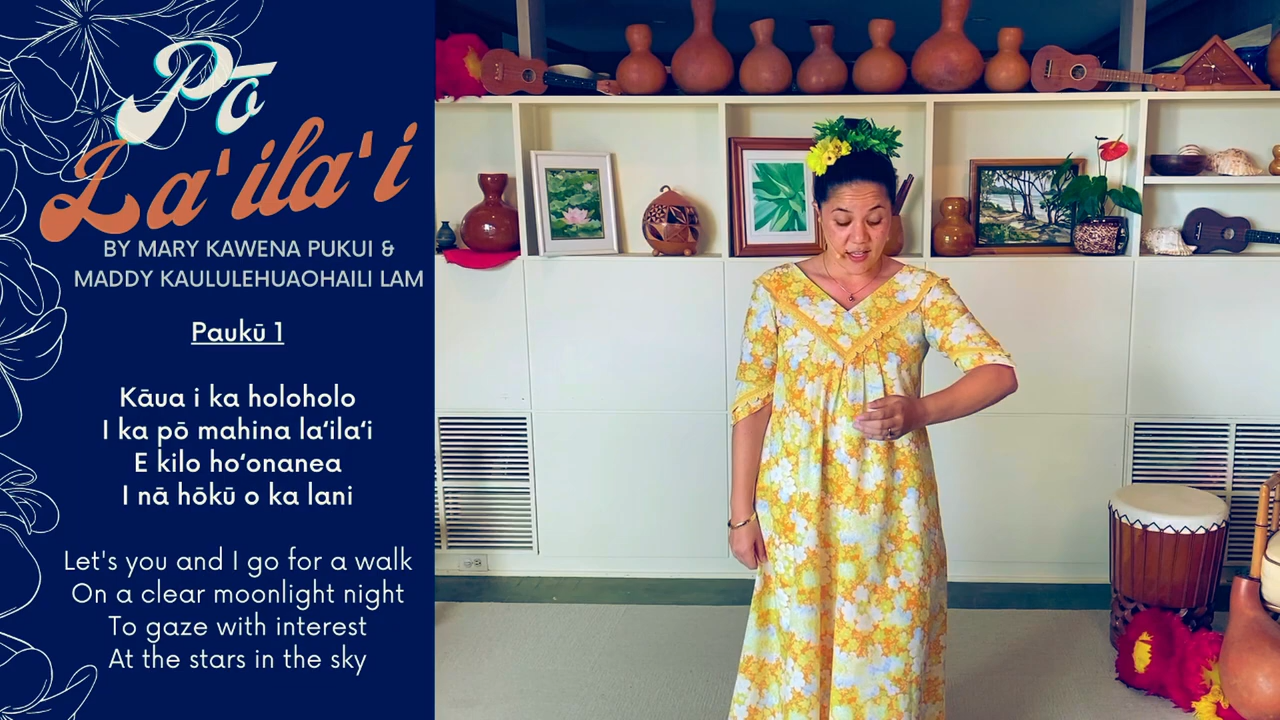 Pō
Laʻilaʻi
BY MARY KAWENA PUKUI &
MADDY KAULULEHUAOHAILI LAM
Paukū 1
Kāua i ka holoholo
I ka pō mahina laʻilaʻi
E kilo hoʻonanea
I nā hōkū o ka lani
Let's you and I go for a walk
On a clear moonlight night
To gaze with interest
At the stars in the sky